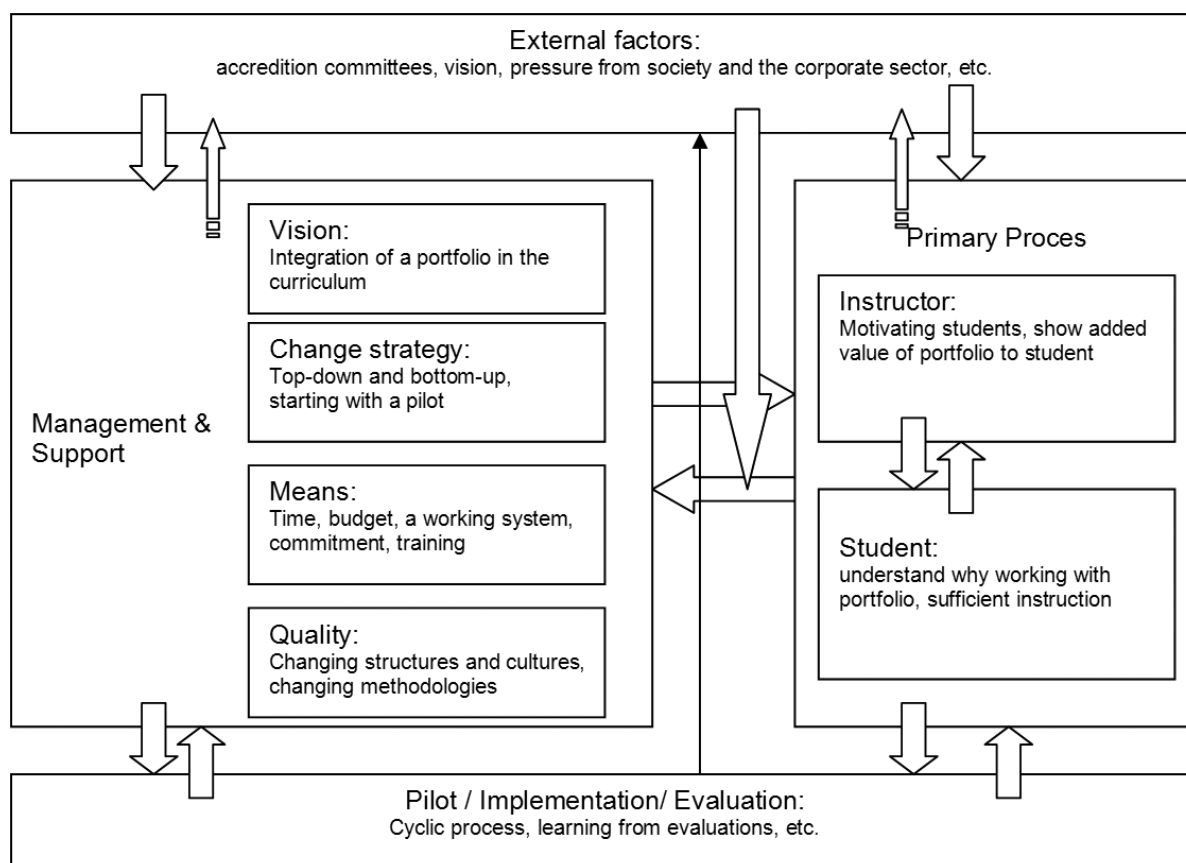 External factors:
accredition committees, vision, pressure from society and the corporate sector, etc.
Management &
Support
Vision:
Integration of a portfolio in the
curriculum
Change strategy:
Top-down and bottom-up,
starting with a pilot
Means:
Time, budget, a working system,
commitment, training
Quality:
Changing structures and cultures,
changing methodologies
Primary Proces
Instructor:
Motivating students, show added
value of portfolio to student
Student:
understand why working with
portfolio, sufficient instruction
Pilot / Implementation/ Evaluation:
Cyclic process, learning from evaluations, etc.